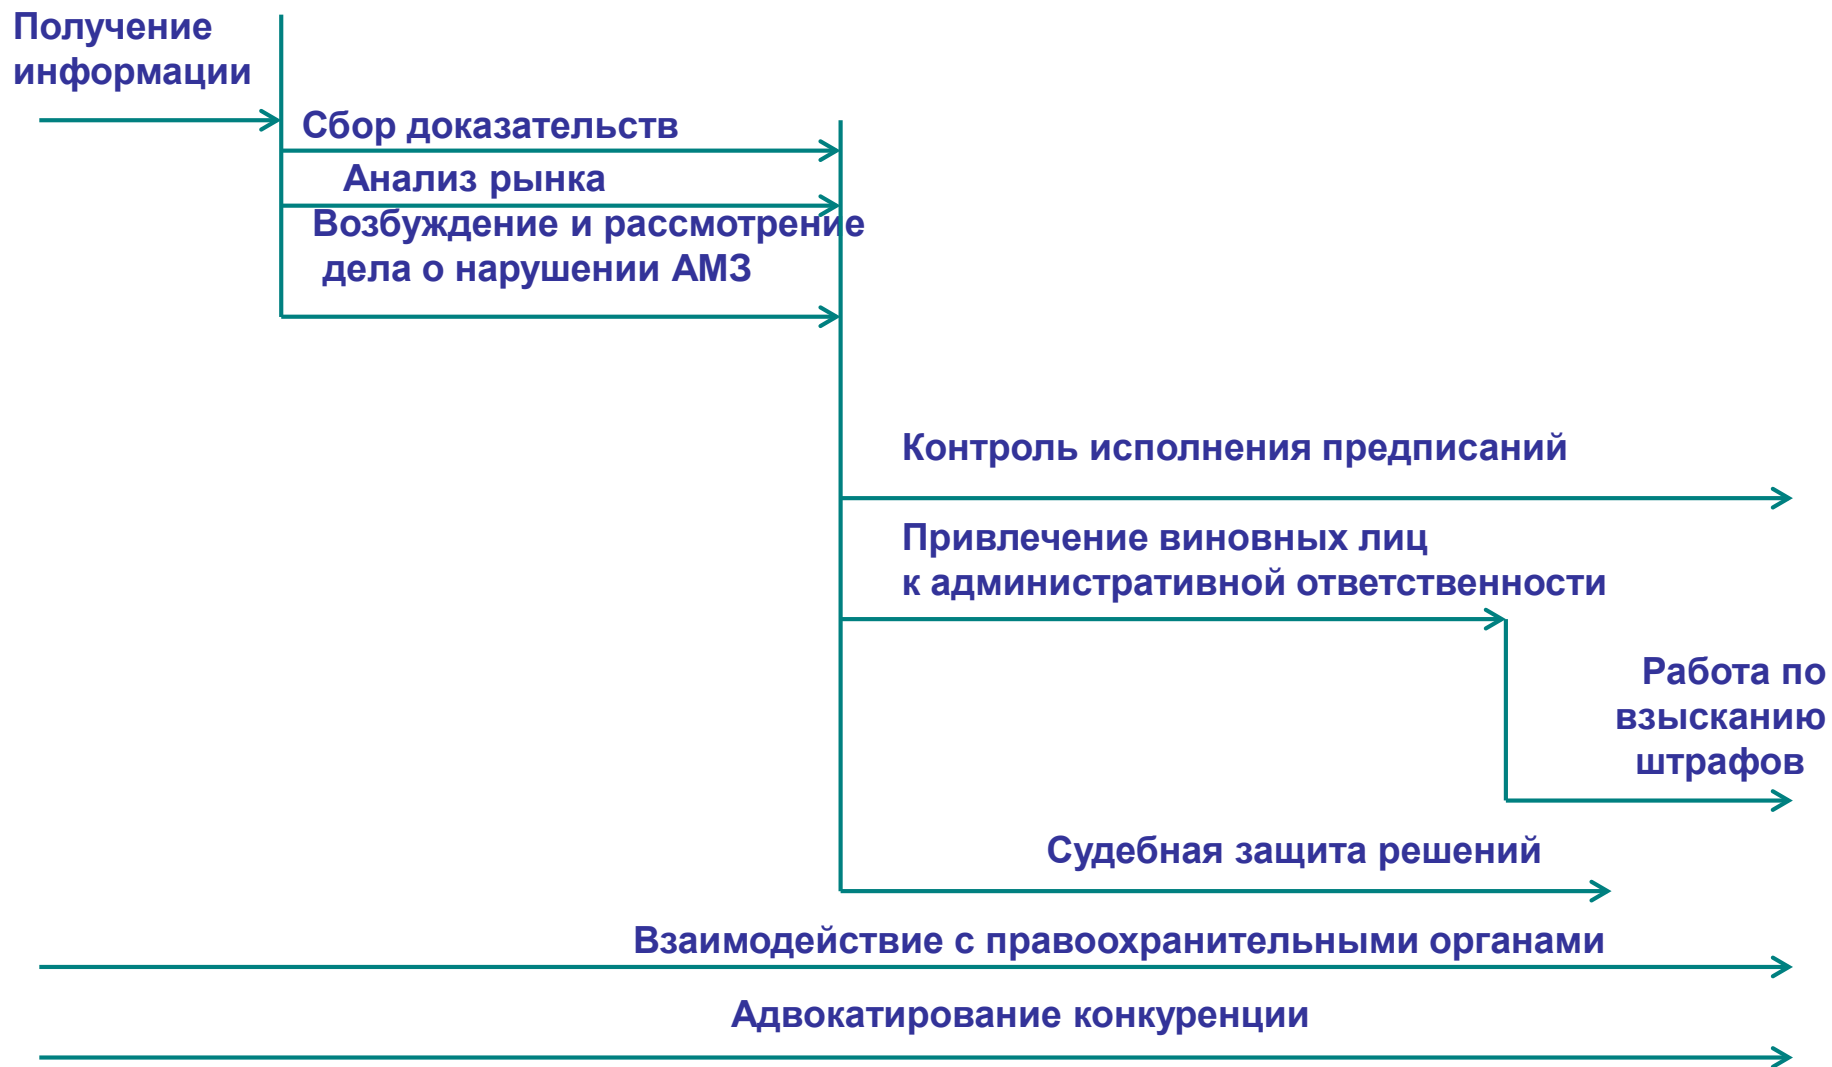 Получение
информации
Сбор доказательств
Анализ рынка
Возбуждение и рассмотрение
дела о нарушении АМЗ
Контроль исполнения предписаний
Привлечение виновных лиц
к административной ответственности
Работа по
взысканию
штрафов
Судебная защита решений
Взаимодействие с правоохранительными органами
Адвокатирование конкуренции